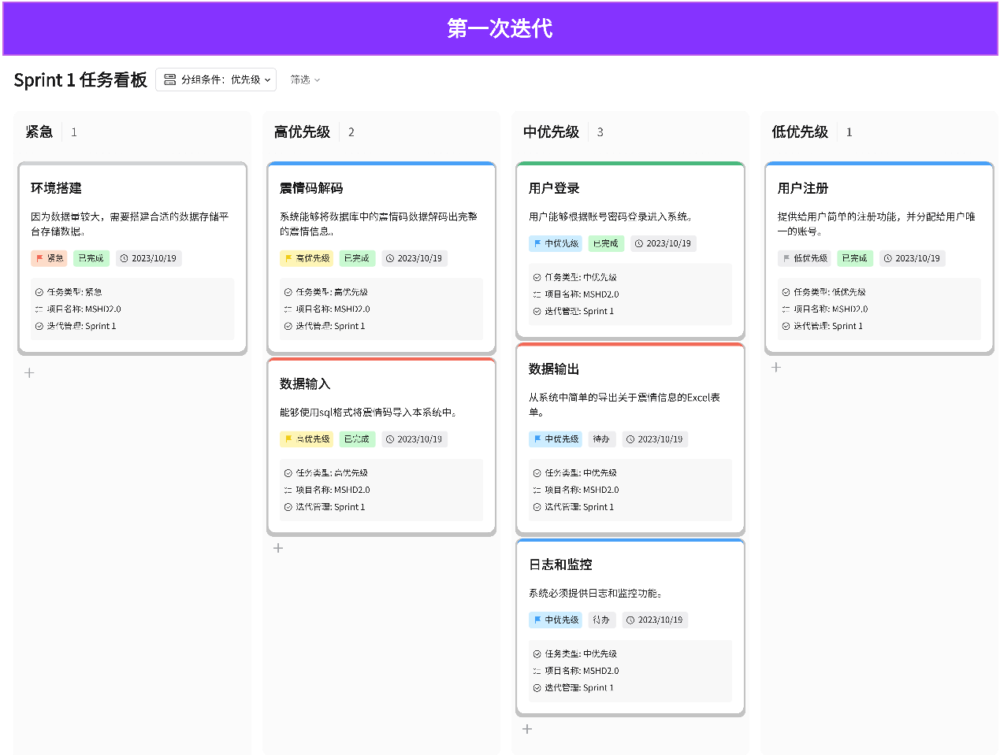 第一次迭代
Sprint 1 任务看板
分组条件：优先级
筛选
紧急 1
环境搭建
因为数据量较大，需要搭建合适的数据存储平
台存储数据。
紧急 已完成 2023/10/19
任务类型: 紧急
项目名称: MSHD2.0
迭代管理: Sprint 1
高优先级 2
震情码解码
系统能够将数据库中的震情码数据解码出完整
的震情信息。
高优先级 已完成 2023/10/19
任务类型: 高优先级
项目名称: MSHD2.0
迭代管理: Sprint 1
数据输入
能够使用sql格式将震情码导入本系统中。
高优先级 已完成 2023/10/19
任务类型: 高优先级
项目名称: MSHD2.0
迭代管理: Sprint 1
中优先级 3
用户登录
用户能够根据账号密码登录进入系统。
中优先级 已完成 2023/10/19
任务类型: 中优先级
项目名称: MSHD2.0
迭代管理: Sprint 1
数据输出
从系统中简单的导出关于震情信息的Excel表
单。
中优先级 待办 2023/10/19
任务类型: 中优先级
项目名称: MSHD2.0
迭代管理: Sprint 1
日志和监控
系统必须提供日志和监控功能。
中优先级 待办 2023/10/19
任务类型: 中优先级
项目名称: MSHD2.0
迭代管理: Sprint 1
低优先级 1
用户注册
提供给用户简单的注册功能，并分配给用户唯
一的账号。
低优先级 已完成 2023/10/19
任务类型: 低优先级
项目名称: MSHD2.0
迭代管理: Sprint 1